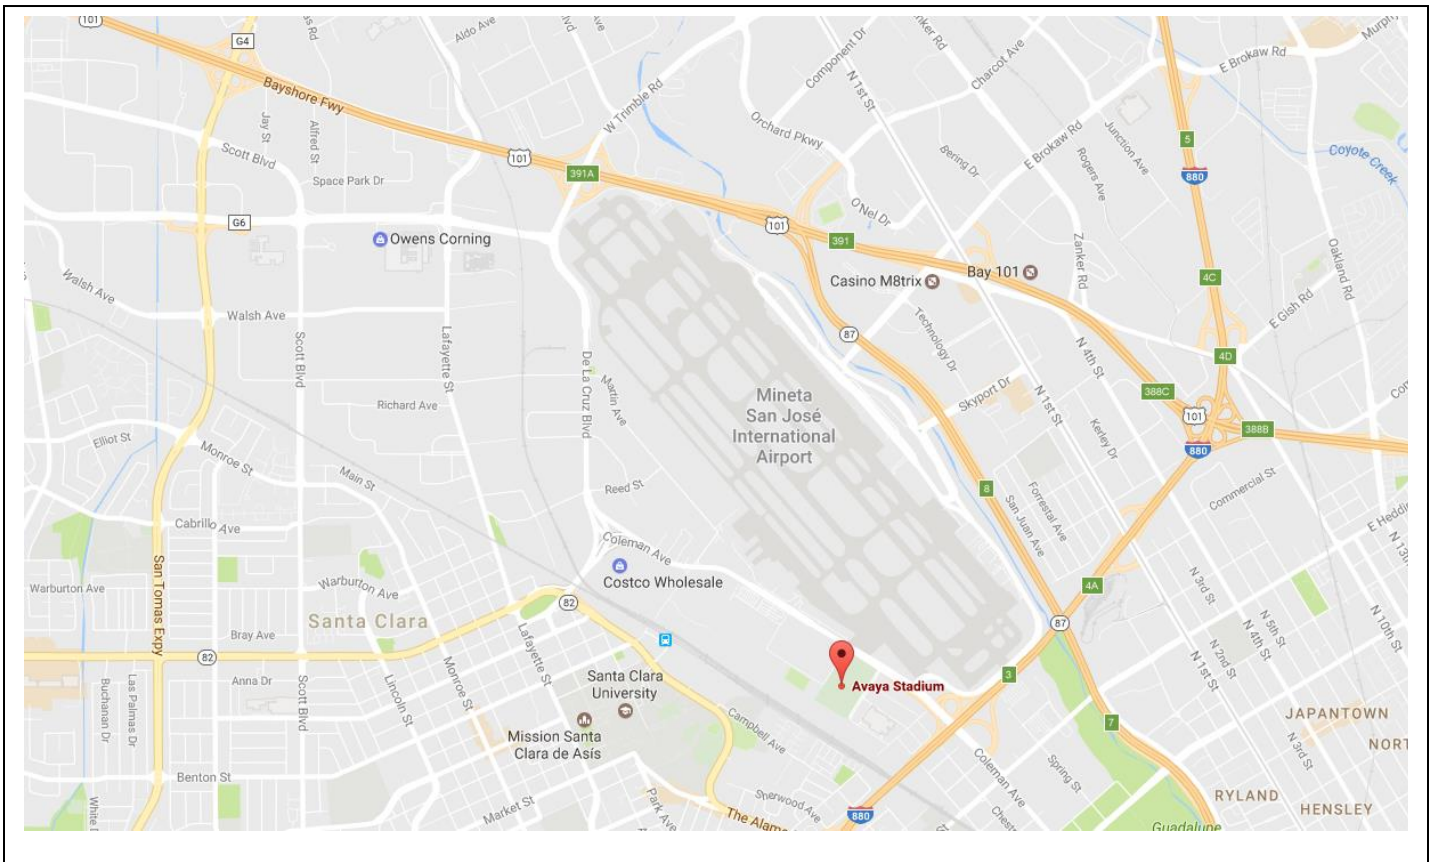 101
G4
Aldo Ave
Bayshore Fwy
W Trimble Rd
Component Dr
N 1st St
Charcot Ave
E Brokaw Rd
Jay St
Alfred St
Scott Blvd
Space Park Dr
101
391A
Orchard Pkwy
Bering Dr
E Brokaw Rd
Junction Ave
Rogers Ave
5
880
Coyote Creek
G6
Owens Corning
O'Nel Dr
101
391
Casino M8trix
Bay 101
Zanker Rd
4C
Oakland Rd
E Gish Rd
Walsh Ave
Walsh Ave
Scott Blvd
Lafayette St
De La Cruz Blvd
Martin Ave
87
Technology Dr
N 4th St
4D
Richard Ave
Mineta
San José
International
Airport
Skyport Dr
N 1st St
388C
101
388B
880
Kerley Dr
Elliot St
Monroe St
Main St
Reed St
8
Commercial St
Forrestal Ave
San Juan Ave
Cabrillo Ave
Coleman Ave
San Tomas Expy
Costco Wholesale
Warburton Ave
Warburton Ave
4A
N 3rd St
Santa Clara
82
87
N 5th St
N 4th St
N 2nd St
N 1st St
N 10th St
Bray Ave
82
Lafayette St
Monroe St
Santa Clara
University
Avaya Stadium
3
Anna Dr
Buchanan Dr
Las Palmas Dr
Scott Blvd
Lincoln St
Mission Santa
Clara de Asís
Campbell Ave
7
JAPANTOWN
N 3rd St
Benton St
Market St
Park Ave
Sherwood Ave
880
Coleman Ave
Spring St
RYLAND
HENSLEY
Guadalupe